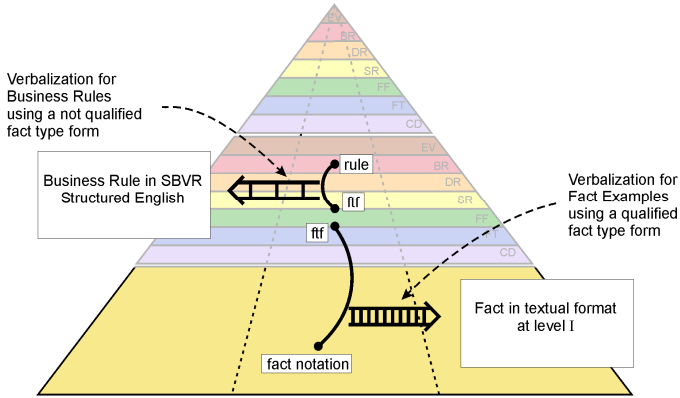 EV
BR
DR
SR
FF
FT
CD
Verbalization for
Business Rules
using a not qualified
fact type form
EV
rule
BR
Business Rule in SBVR
Structured English
DR
SR
FF
ftf
CD
Verbalization for
Fact Examples
using a qualified
fact type form
Fact in textual format
at level I
fact notation